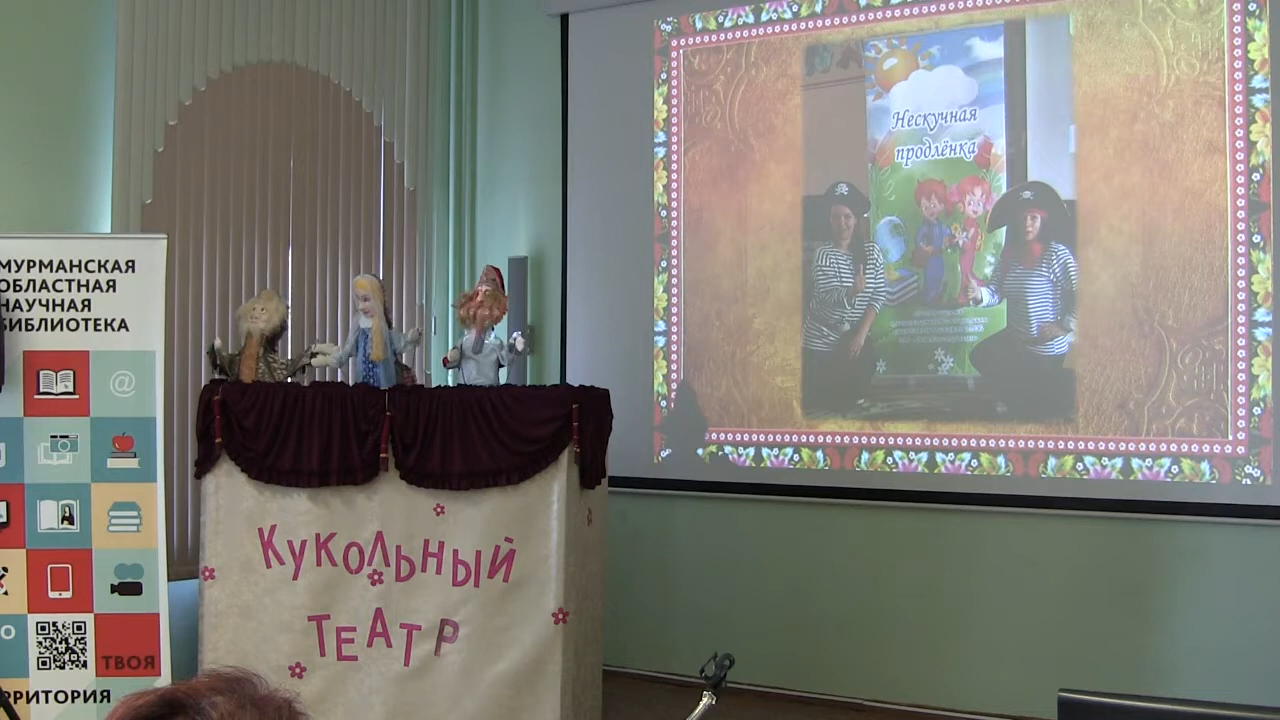 МУРМАНСКАЯ
ОБЛАСТНАЯ
НАУЧНАЯ
БИБЛИОТЕКА
@
ТВОЯ
РРИТОРИЯ
Кукольный
ТЕАТР
Нескучная
продлёнка